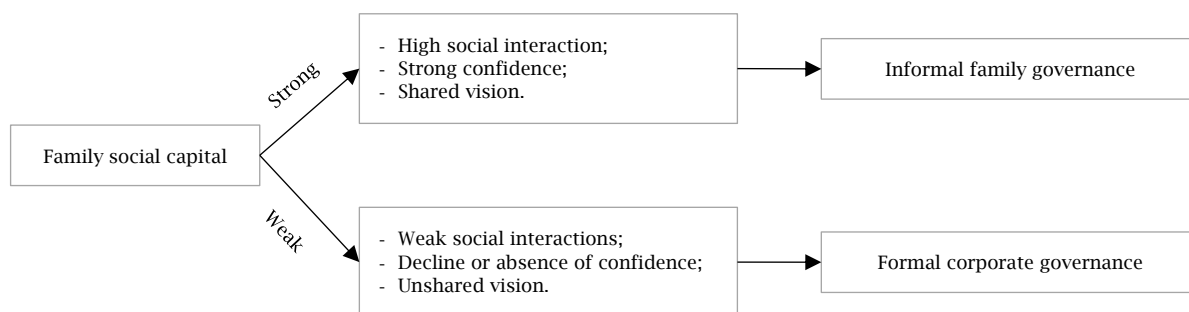 Family social capital
Strong
- High social interaction;
- Strong confidence;
- Shared vision.
Informal family governance
Weak
- Weak social interactions;
- Decline or absence of confidence;
- Unshared vision.
Formal corporate governance